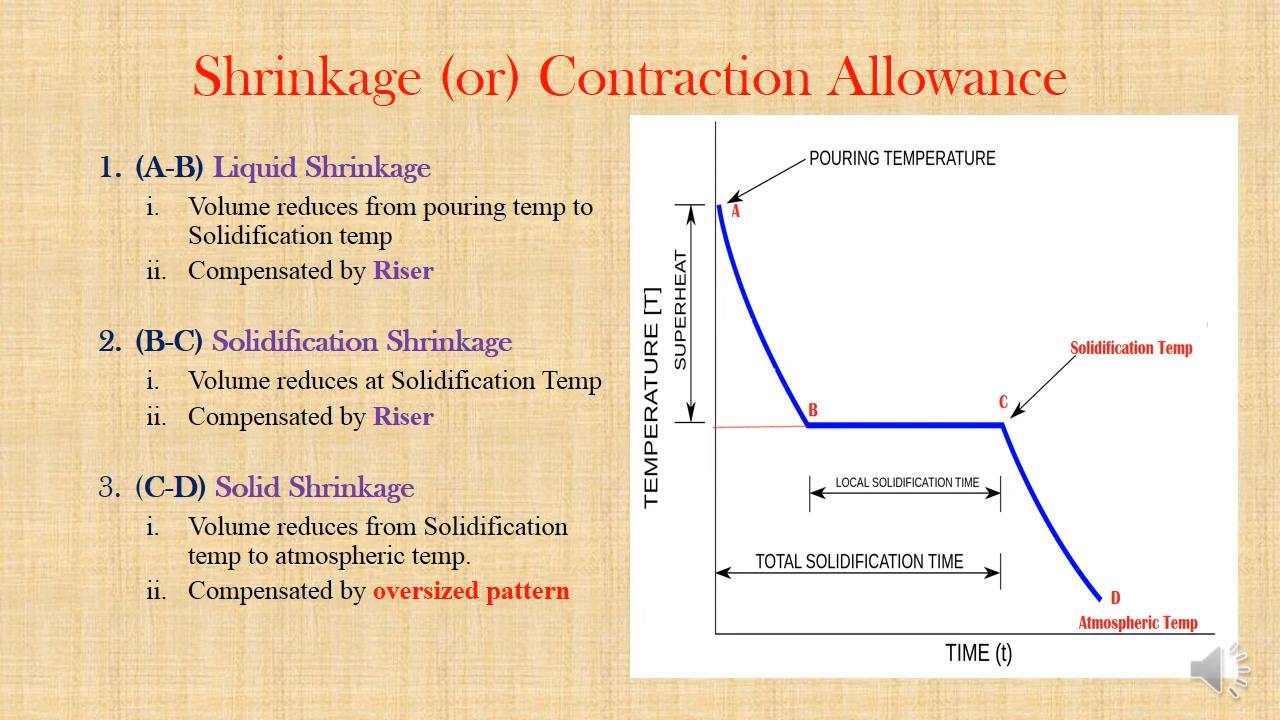 Shrinkage (or) Contraction Allowance
1. (A-B) Liquid Shrinkage
i. Volume reduces from pouring temp to
Solidification temp
ii. Compensated by Riser
2. (B-C) Solidification Shrinkage
i. Volume reduces at Solidification Temp
ii. Compensated by Riser
3. (C-D) Solid Shrinkage
i. Volume reduces from Solidification
temp to atmospheric temp.
ii. Compensated by oversized pattern
POURING TEMPERATURE
A
SUPERHEAT
TEMPERATURE [T]
Solidification Temp
B
C
LOCAL SOLIDIFICATION TIME
TOTAL SOLIDIFICATION TIME
D
Atmospheric Temp
TIME (t)